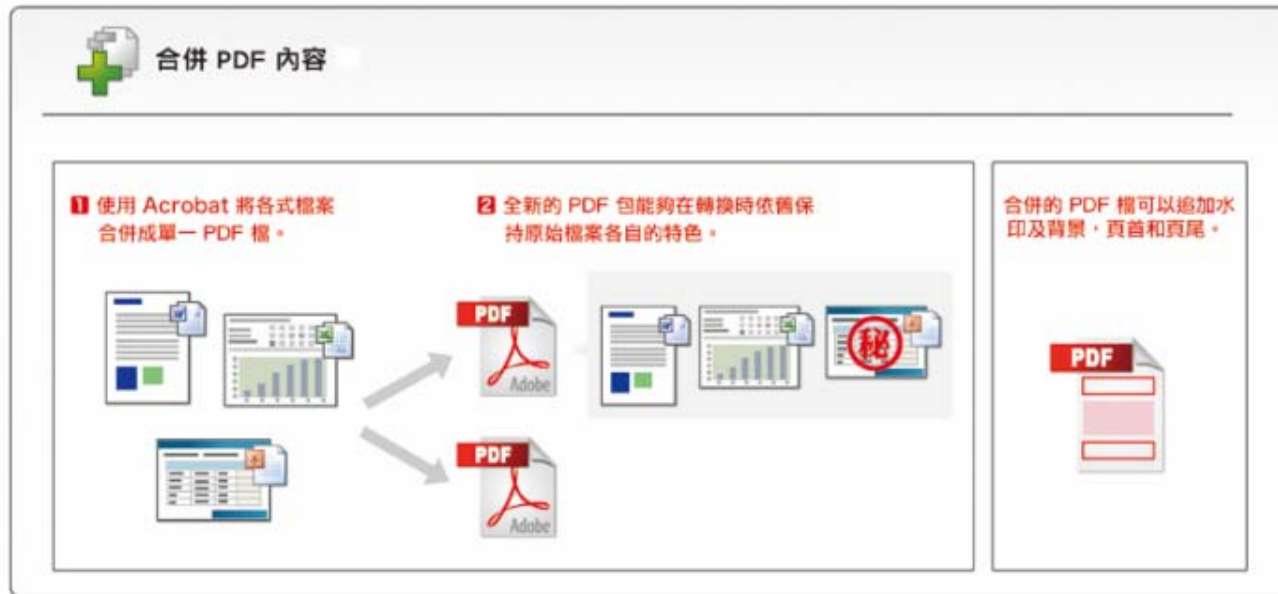 合併 PDF 內容
1 使用 Acrobat 將各式檔案
合併成單一 PDF 檔。
2 全新的 PDF 包能夠在轉換時依舊保
持原始檔案各自的特色。
合併的 PDF 檔可以追加水
印及背景，頁首和頁尾。
PDF
Adobe
秘
PDF
Adobe
PDF